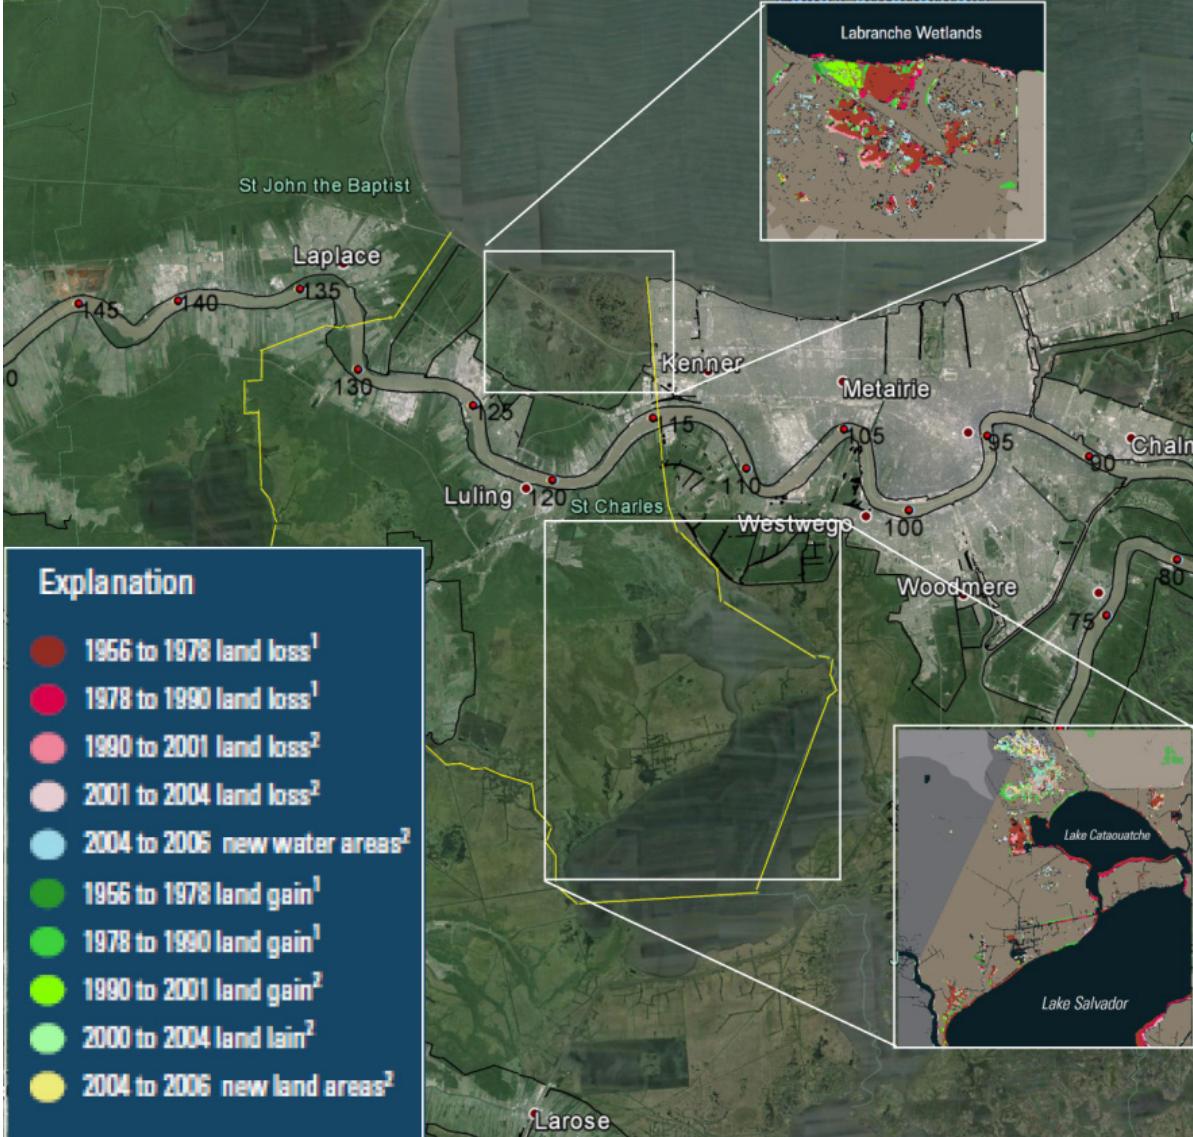 Labranche Wetlands
St John the Baptist
Laplace
145
140
135
0
130
Kenner
Metairie
125
115
105
95
90
Chaln
Luling
120
110
St Charles
Westwego
100
80
Woodmere
75
Explanation
1956 to 1978 land loss¹
1978 to 1990 land loss¹
1990 to 2001 land loss²
2001 to 2004 land loss²
2004 to 2006 new water areas²
1956 to 1978 land gain¹
1978 to 1990 land gain¹
1990 to 2001 land gain²
2000 to 2004 land lain²
2004 to 2006 new land areas²
Lake Cataouatche
Lake Salvador
Larose